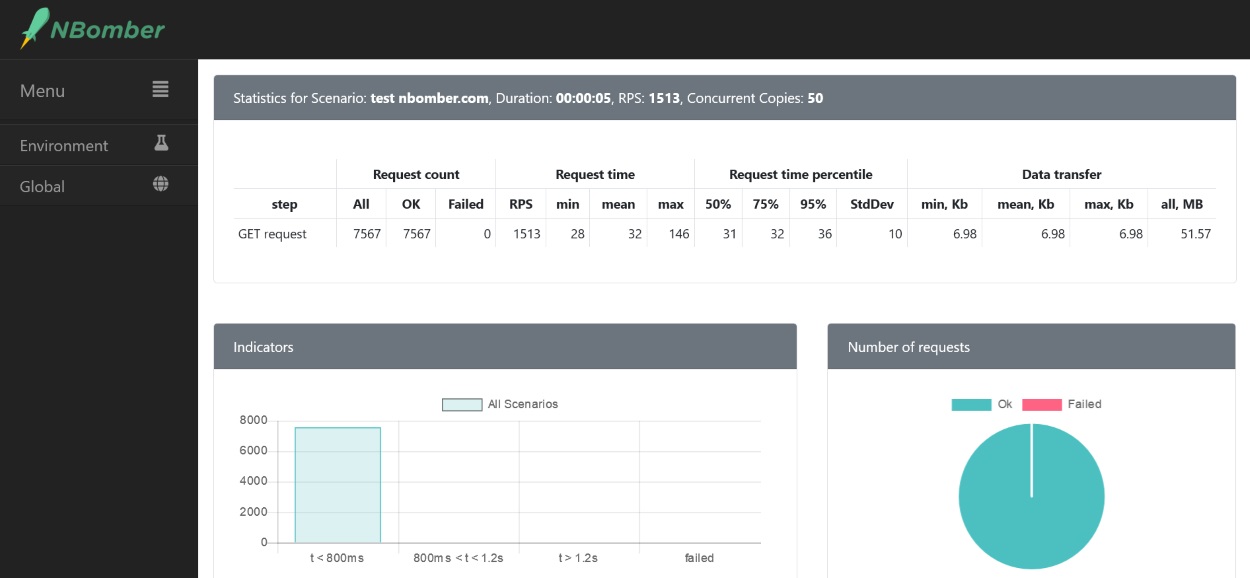 NBomber
Menu
Environment
Global
Statistics for Scenario: test nbomber.com, Duration: 00:00:05, RPS: 1513, Concurrent Copies: 50
Request count Request time Request time percentile Data transfer
step All OK Failed RPS min mean max 50% 75% 95% StdDev min, Kb mean, Kb max, Kb all, MB
GET request 7567 7567 0 1513 28 32 146 31 32 36 10 6.98 6.98 6.98 51.57
Indicators
All Scenarios
8000
6000
4000
2000
0
t < 800ms 800ms < t < 1.2s t > 1.2s failed
Number of requests
Ok Failed